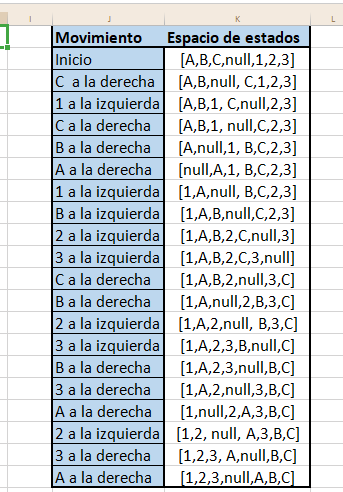 I J K L
Movimiento Espacio de estados
Inicio [A,B,C,null,1,2,3]
C a la derecha [A,B,null, C,1,2,3]
1 a la izquierda [A,B,1, C,null,2,3]
C a la derecha [A,B,1, null,C,2,3]
B a la derecha [A,null,1, B,C,2,3]
A a la derecha [null,A,1, B,C,2,3]
1 a la izquierda [1,A,null, B,C,2,3]
B a la izquierda [1,A,B,null,C,2,3]
2 a la izquierda [1,A,B,2,C,null,3]
3 a la izquierda [1,A,B,2,C,3,null]
C a la derecha [1,A,B,2,null,3,C]
B a la derecha [1,A,null,2,B,3,C]
2 a la izquierda [1,A,2,null, B,3,C]
3 a la izquierda [1,A,2,3,B,null,C]
B a la derecha [1,A,2,3,null,B,C]
3 a la derecha [1,A,2,null,3,B,C]
A a la derecha [1,null,2,A,3,B,C]
2 a la izquierda [1,2, null, A,3,B,C]
3 a la derecha [1,2,3, A,null,B,C]
A a la derecha [1,2,3,null,A,B,C]